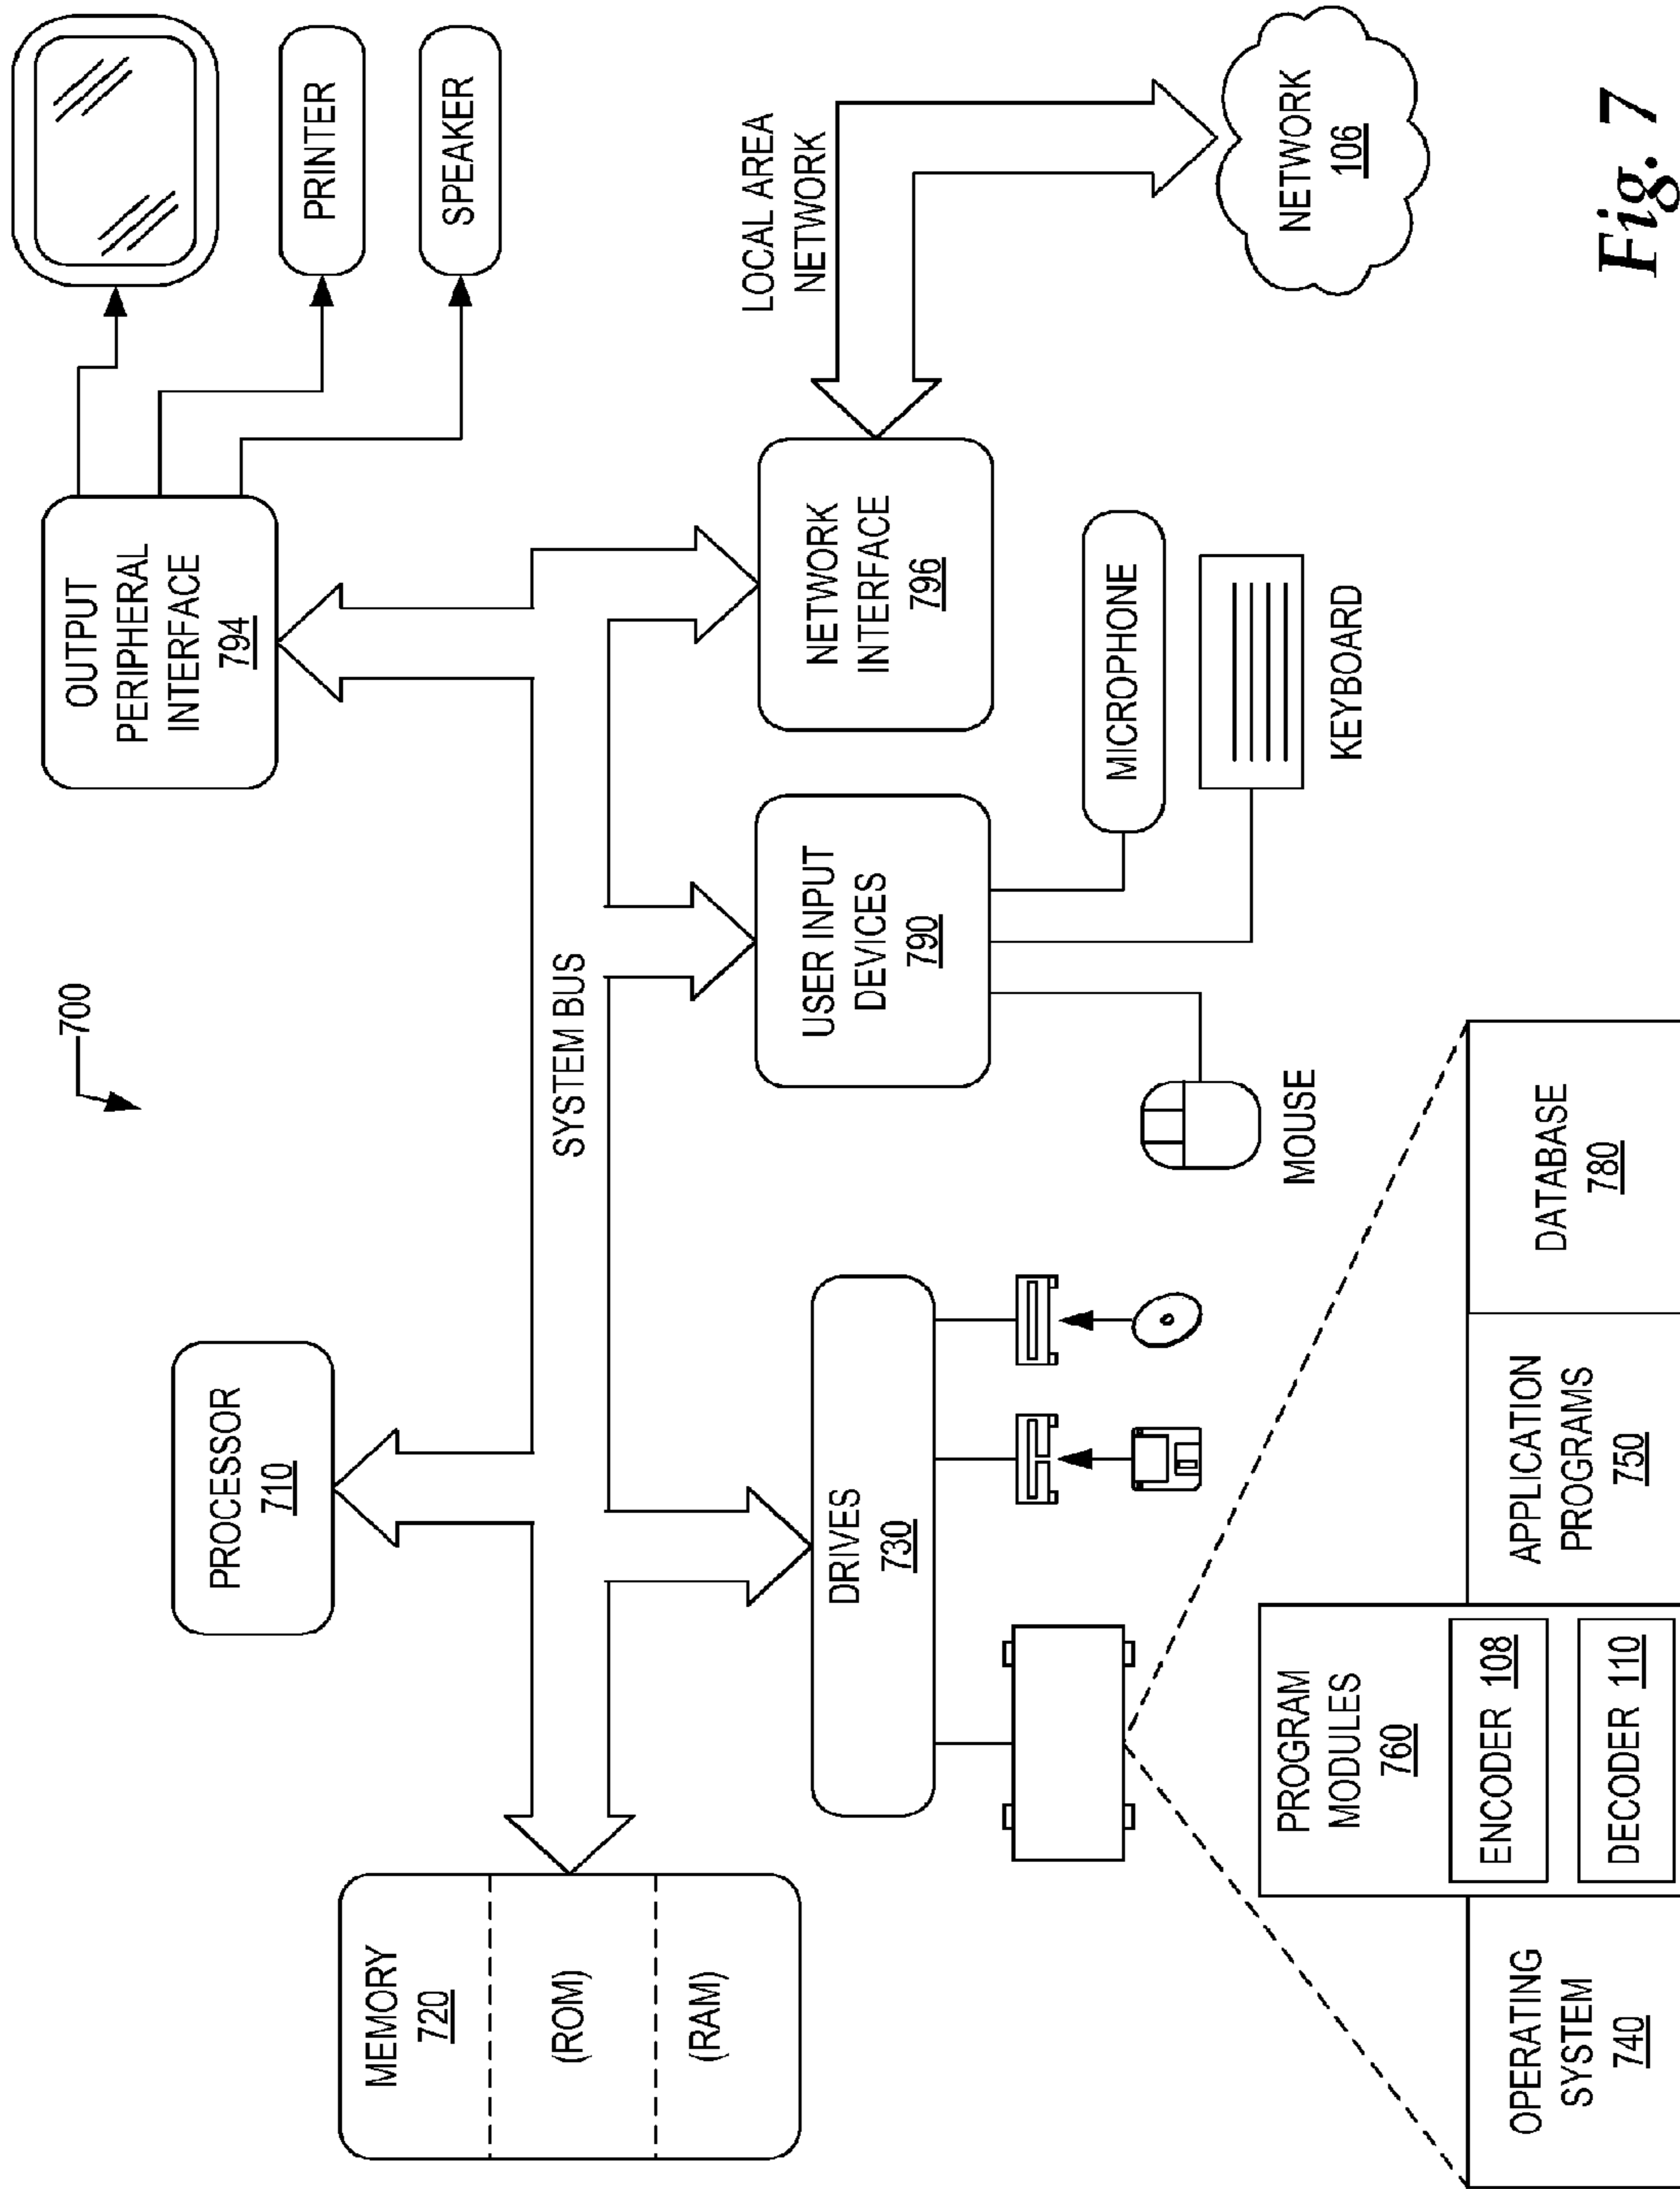 700
PROCESSOR
710
OUTPUT
PERIPHERAL
INTERFACE
794
PRINTER
SPEAKER
MEMORY
720
(ROM)
(RAM)
SYSTEM BUS
DRIVES
730
USER INPUT
DEVICES
790
NETWORK
INTERFACE
796
LOCAL AREA
NETWORK
NETWORK
106
MICROPHONE
MOUSE
KEYBOARD
OPERATING
SYSTEM
740
PROGRAM
MODULES
760
ENCODER 108
DECODER 110
APPLICATION
PROGRAMS
750
DATABASE
780
Fig. 7